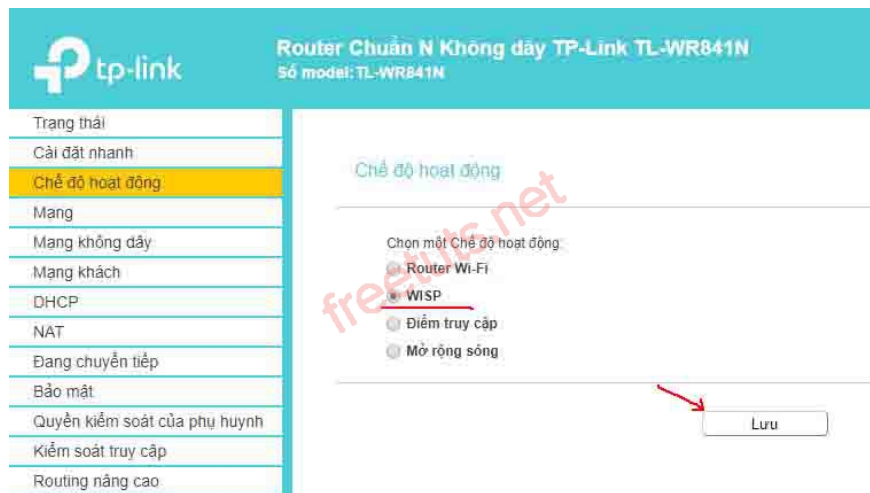 tp-link
Router Chuẩn N Không dây TP-Link TL-WR841N
Số model:TL-WR841N
Trạng thái
Cài đặt nhanh
Chế độ hoạt động
Mạng
Mạng không dây
Mạng khách
DHCP
NAT
Đang chuyển tiếp
Bảo mật
Quyền kiểm soát của phụ huynh
Kiểm soát truy cập
Routing nâng cao
Chế độ hoạt động
Chọn một Chế độ hoạt động:
Router Wi-Fi
WISP
Điểm truy cập
Mở rộng sóng
Lưu
freetuts.net